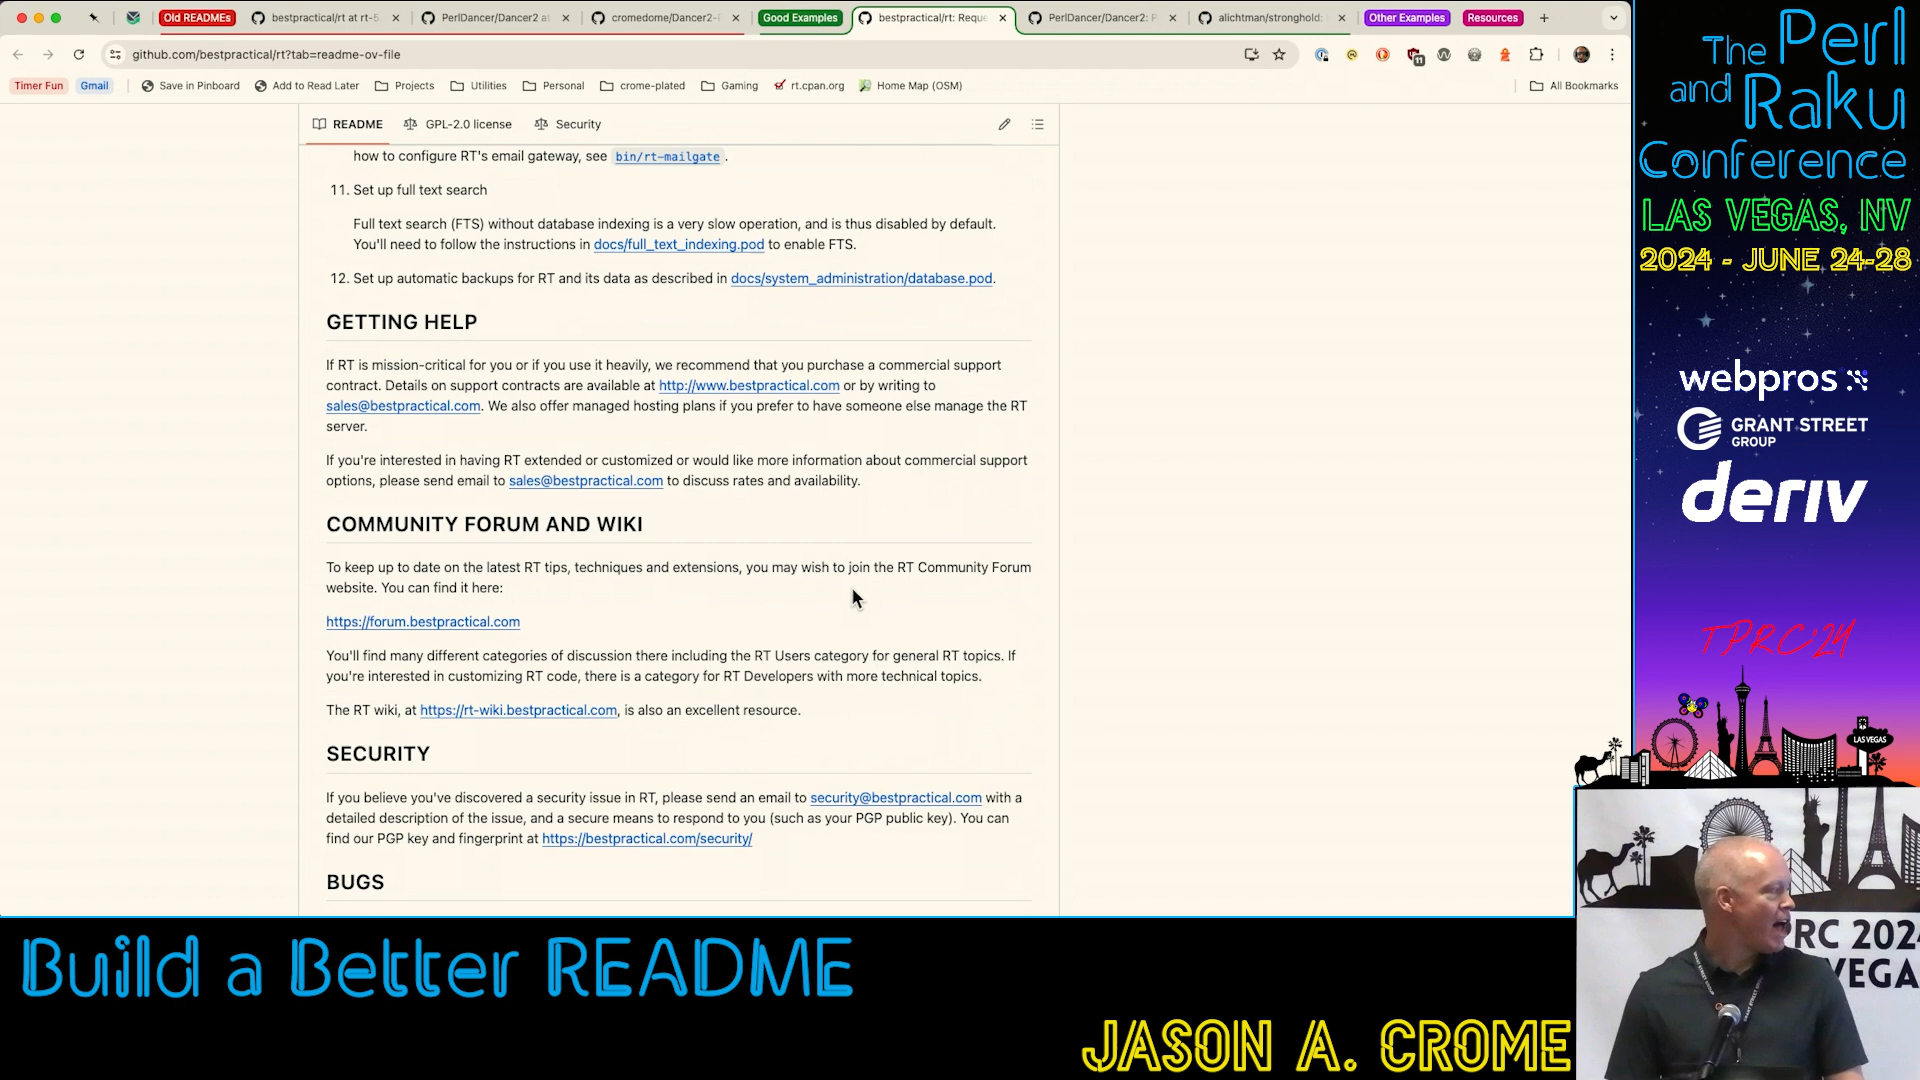 Old READMEs
bestpractical/rt at rt-5.
PerlDancer/Dancer2 at
cromedome/Dancer2-
Good Examples
bestpractical/rt: Reque
PerlDancer/Dancer2: P
alichtman/stronghold:
Other Examples
Resources
github.com/bestpractical/rt?tab=readme-ov-file
11
Timer Fun
Gmail
Save in Pinboard
Add to Read Later
Projects
Utilities
Personal
crome-plated
Gaming
rt.cpan.org
Home Map (OSM)
All Bookmarks
README
GPL-2.0 license
Security
how to configure RT's email gateway, see bin/rt-mailgate .
11. Set up full text search
Full text search (FTS) without database indexing is a very slow operation, and is thus disabled by default.
You'll need to follow the instructions in docs/full_text_indexing.pod to enable FTS.
12. Set up automatic backups for RT and its data as described in docs/system_administration/database.pod.
GETTING HELP
If RT is mission-critical for you or if you use it heavily, we recommend that you purchase a commercial support
contract. Details on support contracts are available at http://www.bestpractical.com or by writing to
sales@bestpractical.com. We also offer managed hosting plans if you prefer to have someone else manage the RT
server.
If you're interested in having RT extended or customized or would like more information about commercial support
options, please send email to sales@bestpractical.com to discuss rates and availability.
COMMUNITY FORUM AND WIKI
To keep up to date on the latest RT tips, techniques and extensions, you may wish to join the RT Community Forum
website. You can find it here:
https://forum.bestpractical.com
You'll find many different categories of discussion there including the RT Users category for general RT topics. If
you're interested in customizing RT code, there is a category for RT Developers with more technical topics.
The RT wiki, at https://rt-wiki.bestpractical.com, is also an excellent resource.
SECURITY
If you believe you've discovered a security issue in RT, please send an email to security@bestpractical.com with a
detailed description of the issue, and a secure means to respond to you (such as your PGP public key). You can
find our PGP key and fingerprint at https://bestpractical.com/security/
BUGS
The Perl
and Raku
Conference
LAS VEGAS, NV
2024 - JUNE 24-28
webpros
GRANT STREET
GROUP
deriv
TPRC24
LAS VEGAS
RC 2024
VEGA
GRANT STREET
Build a Better README
JASON A. CROME